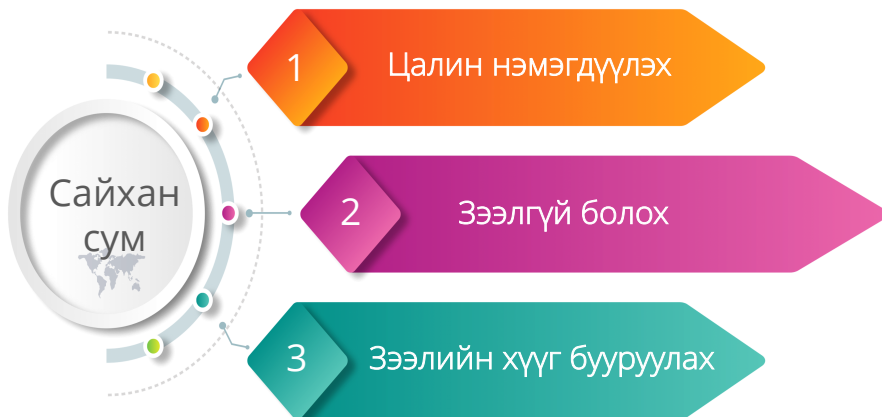 Сайхан
сум
1
Цалин нэмэгдүүлэх
2
Зээлгүй болох
3
Зээлийн хүүг бууруулах